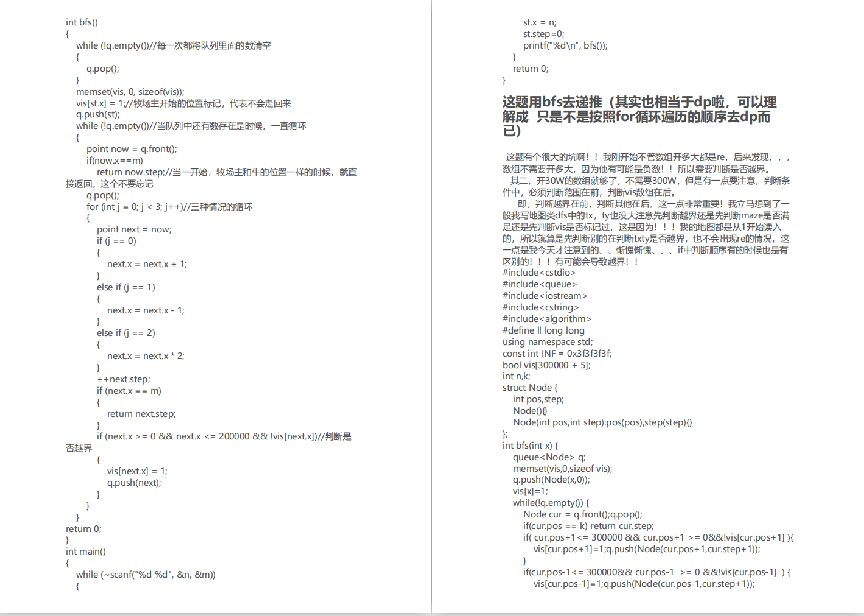 int bfs()
{
while (!q.empty())//每一次都将队列里面的数清空
{
q.pop();
}
memset(vis, 0, sizeof(vis));
vis[st.x] = 1;//牧场主开始的位置标记，代表不会走回来
q.push(st);
while (!q.empty())//当队列中还有数存在是时候，一直循环
{
point now = q.front();
if(now.x==m)
return now.step;//当一开始，牧场主和牛的位置一样的时候，就直
接返回。这个不要忘记
q.pop();
for (int j = 0; j < 3; j++)//三种情况的循环
{
point next = now;
if (j == 0)
{
next.x = next.x + 1;
}
else if (j == 1)
{
next.x = next.x - 1;
}
else if (j == 2)
{
next.x = next.x * 2;
}
++next.step;
if (next.x == m)
{
return next.step;
}
if (next.x >= 0 && next.x <= 200000 && !vis[next.x])//判断是
否越界
{
vis[next.x] = 1;
q.push(next);
}
}
}
return 0;
}
int main()
{
while (~scanf("%d %d", &n, &m))
{
st.x = n;
st.step=0;
printf("%d\n", bfs());
}
return 0;
}
这题用bfs去递推（其实也相当于dp啦，可以理
解成 只是不是按照for循环遍历的顺序去dp而
已）
这题有个很大的坑啊！！我刚开始不管数组开多大都是re，后来发现，，，
数组不需要开多大，因为他有可能是负数！！所以需要判断是否越界。
其二，开30W的数组就够了，不需要300W，但是有一点要注意，判断条
件中，必须判断范围在前，判断vis数组在后，
即，判断越界在前，判断其他在后，这一点非常重要！我立马想到了一
般我写地图类dfs中的tx，ty也没大注意先判断越界还是先判断maze是否满
足还是先判断vis是否标记过，这是因为！！！我的地图都是从1开始读入
的，所以就算是先判断别的在判断txty是否越界，也不会出现re的情况，这
一点是我今天才注意到的、、惭愧惭愧、、、if中判断顺序有的时候也是有
区别的！！！有可能会导致越界！！
#include<cstdio>
#include<queue>
#include<iostream>
#include<cstring>
#include<algorithm>
#define ll long long
using namespace std;
const int INF = 0x3f3f3f3f;
bool vis[300000 + 5];
int n,k;
struct Node {
int pos,step;
Node(){}
Node(int pos,int step):pos(pos),step(step){}
};
int bfs(int x) {
queue<Node> q;
memset(vis,0,sizeof vis);
q.push(Node(x,0));
vis[x]=1;
while(!q.empty()) {
Node cur = q.front();q.pop();
if(cur.pos == k) return cur.step;
if( cur.pos+1<= 300000 && cur.pos+1 >= 0&&!vis[cur.pos+1] ){
vis[cur.pos+1]=1;q.push(Node(cur.pos+1,cur.step+1));
}
if(cur.pos-1<= 300000&& cur.pos-1 >= 0 &&!vis[cur.pos-1] ) {
vis[cur.pos-1]=1;q.push(Node(cur.pos-1,cur.step+1));